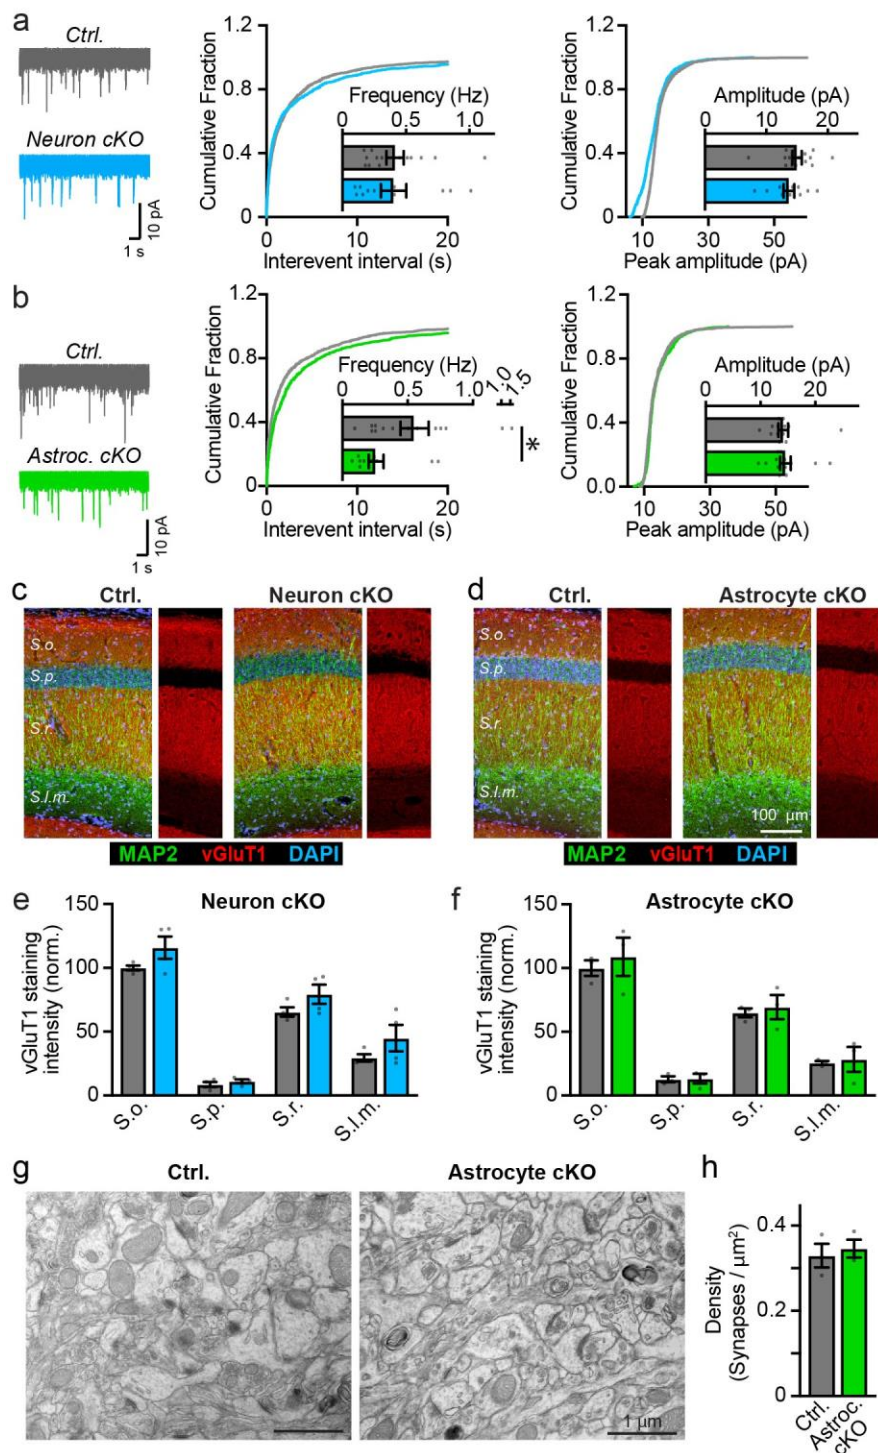 a
Ctrl.
Neuron cKO
10 pA
1 s
Cumulative Fraction
1.2
0.8
0.4
0
Frequency (Hz)
0 0.5 1.0
0 10 20
Interevent interval (s)
Cumulative Fraction
1.2
0.8
0.4
0
Amplitude (pA)
0 10 20
10 30 50
Peak amplitude (pA)
b
Ctrl.
Astroc. cKO
10 pA
1 s
Cumulative Fraction
1.2
0.8
0.4
0
Frequency (Hz)
0 0.5 1.0 1.0 1.5
*
0 10 20
Interevent interval (s)
Cumulative Fraction
1.2
0.8
0.4
0.0
Amplitude (pA)
0 10 20
10 30 50
Peak amplitude (pA)
c
Ctrl. Neuron cKO
S.o.
S.p.
S.r.
S.l.m.
MAP2 vGluT1 DAPI
d
Ctrl. Astrocyte cKO
S.o.
S.p.
S.r.
S.l.m.
100 µm
MAP2 vGluT1 DAPI
e
Neuron cKO
vGluT1 staining
intensity (norm.)
150
100
50
0
S.o. S.p. S.r. S.l.m.
f
Astrocyte cKO
vGluT1 staining
intensity (norm.)
150
100
50
0
S.o. S.p. S.r. S.l.m.
g
Ctrl. Astrocyte cKO
1 µm
h
Density
(Synapses / µm²)
0.4
0.2
0
Ctrl.
Astroc.
cKO